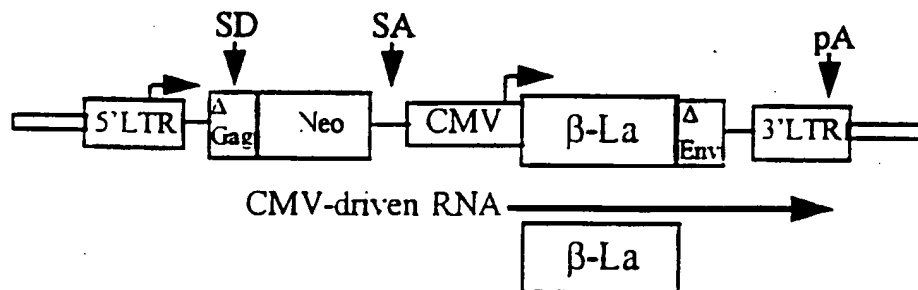 SD SA pA
5'LTR Δ Gag Neo CMV β-La Δ Env 3'LTR
CMV-driven RNA
β-La